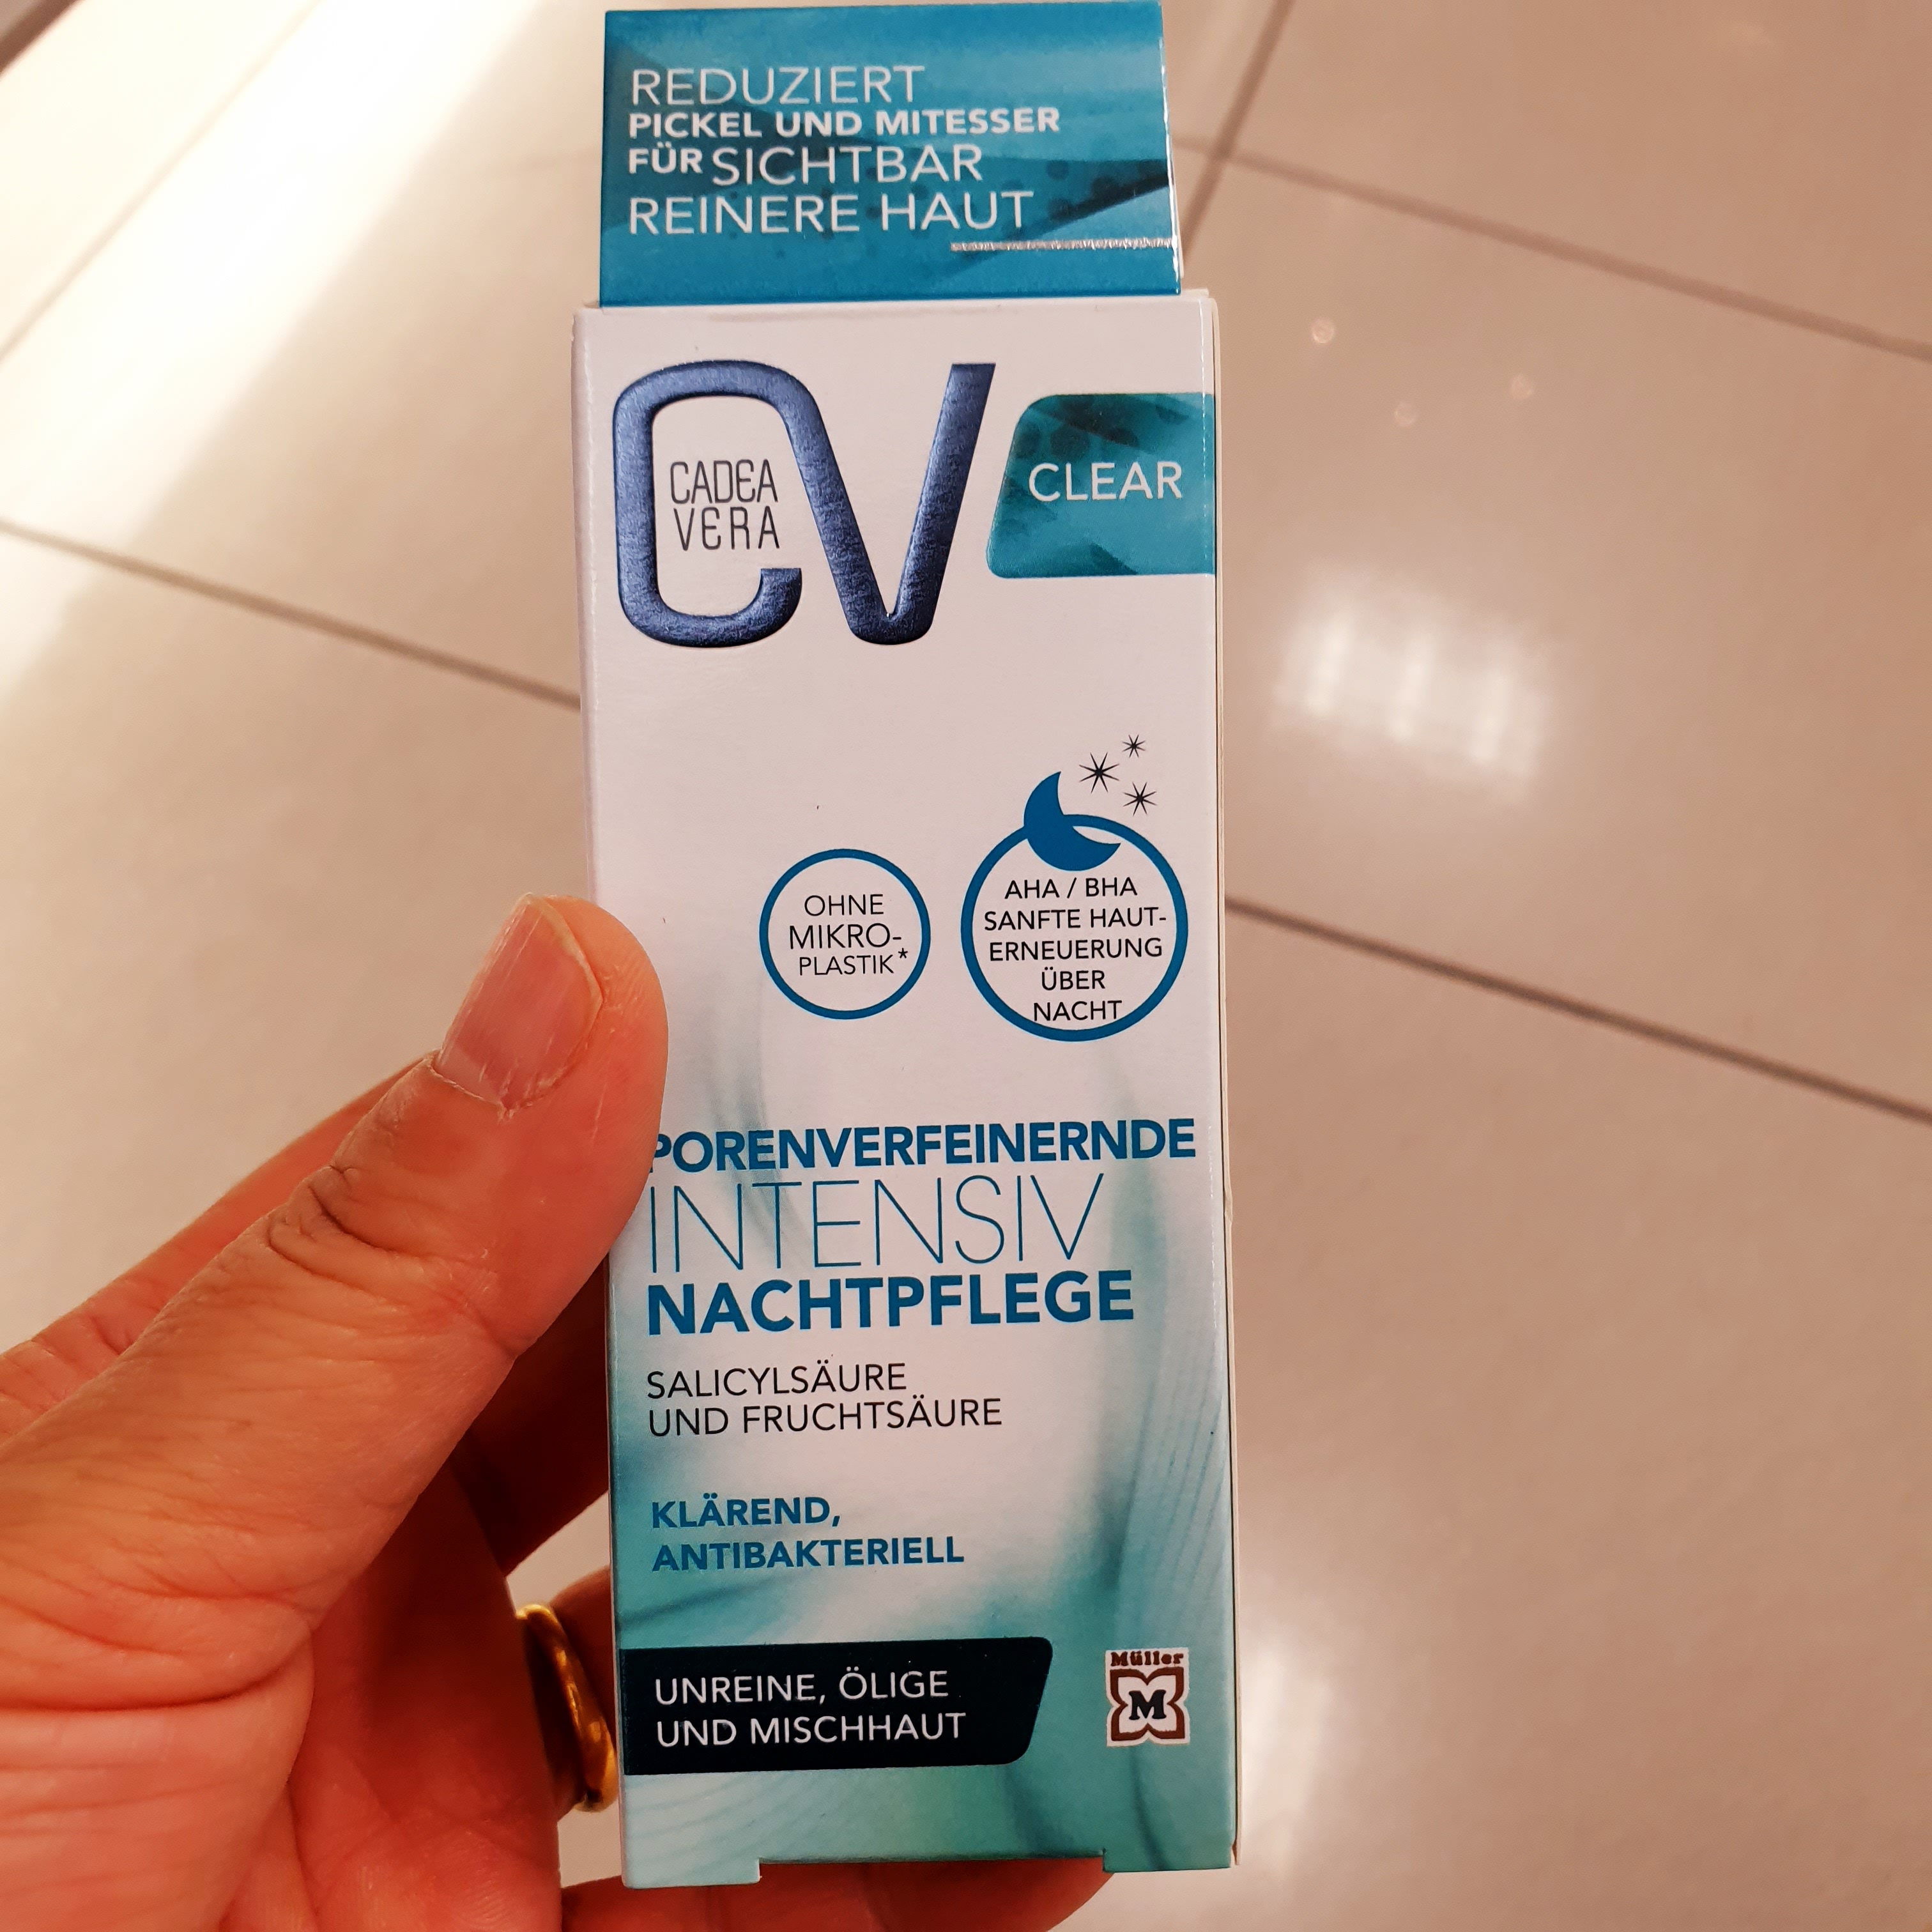 REDUZIERT
PICKEL UND MITESSER
FÜR SICHTBAR
REINERE HAUT
CV
CADEA
VERA
CLEAR
OHNE
MIKRO-
PLASTIK*
AHA / BHA
SANFTE HAUT-
ERNEUERUNG
ÜBER
NACHT
PORENVERFEINERNDE
INTENSIV
NACHTPFLEGE
SALICYLSÄURE
UND FRUCHTSÄURE
KLÄREND,
ANTIBAKTERIELL
UNREINE, ÖLIGE
UND MISCHHAUT
Müller
M